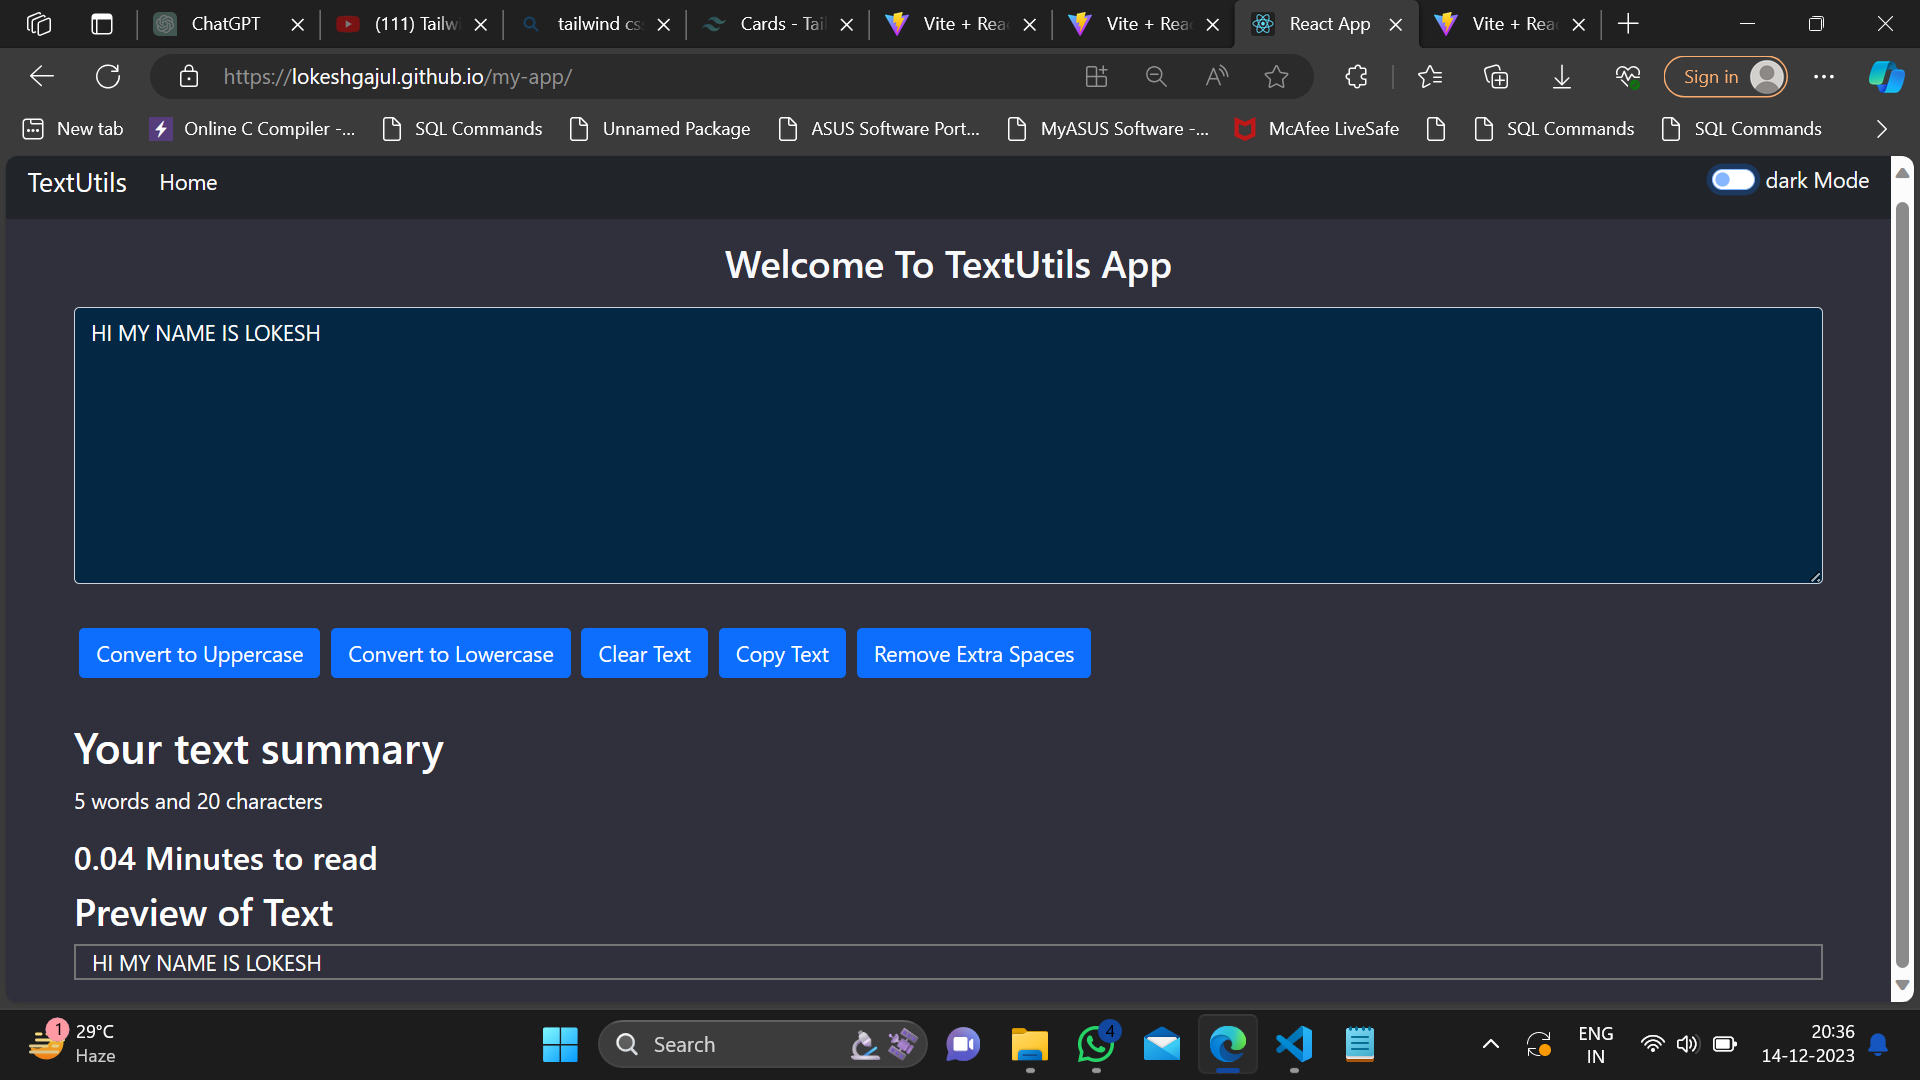 ChatGPT
(111) Tailwi
tailwind css
Cards - Tail
Vite + Rea
Vite + Rea
React App
Vite + Rea
https://lokeshgajul.github.io/my-app/
Sign in
New tab
Online C Compiler -...
SQL Commands
Unnamed Package
ASUS Software Port...
MyASUS Software -...
McAfee LiveSafe
SQL Commands
SQL Commands
TextUtils
Home
dark Mode
Welcome To TextUtils App
HI MY NAME IS LOKESH
Convert to Uppercase
Convert to Lowercase
Clear Text
Copy Text
Remove Extra Spaces
Your text summary
5 words and 20 characters
0.04 Minutes to read
Preview of Text
HI MY NAME IS LOKESH
1
29°C
Haze
Search
4
ENG
IN
20:36
14-12-2023